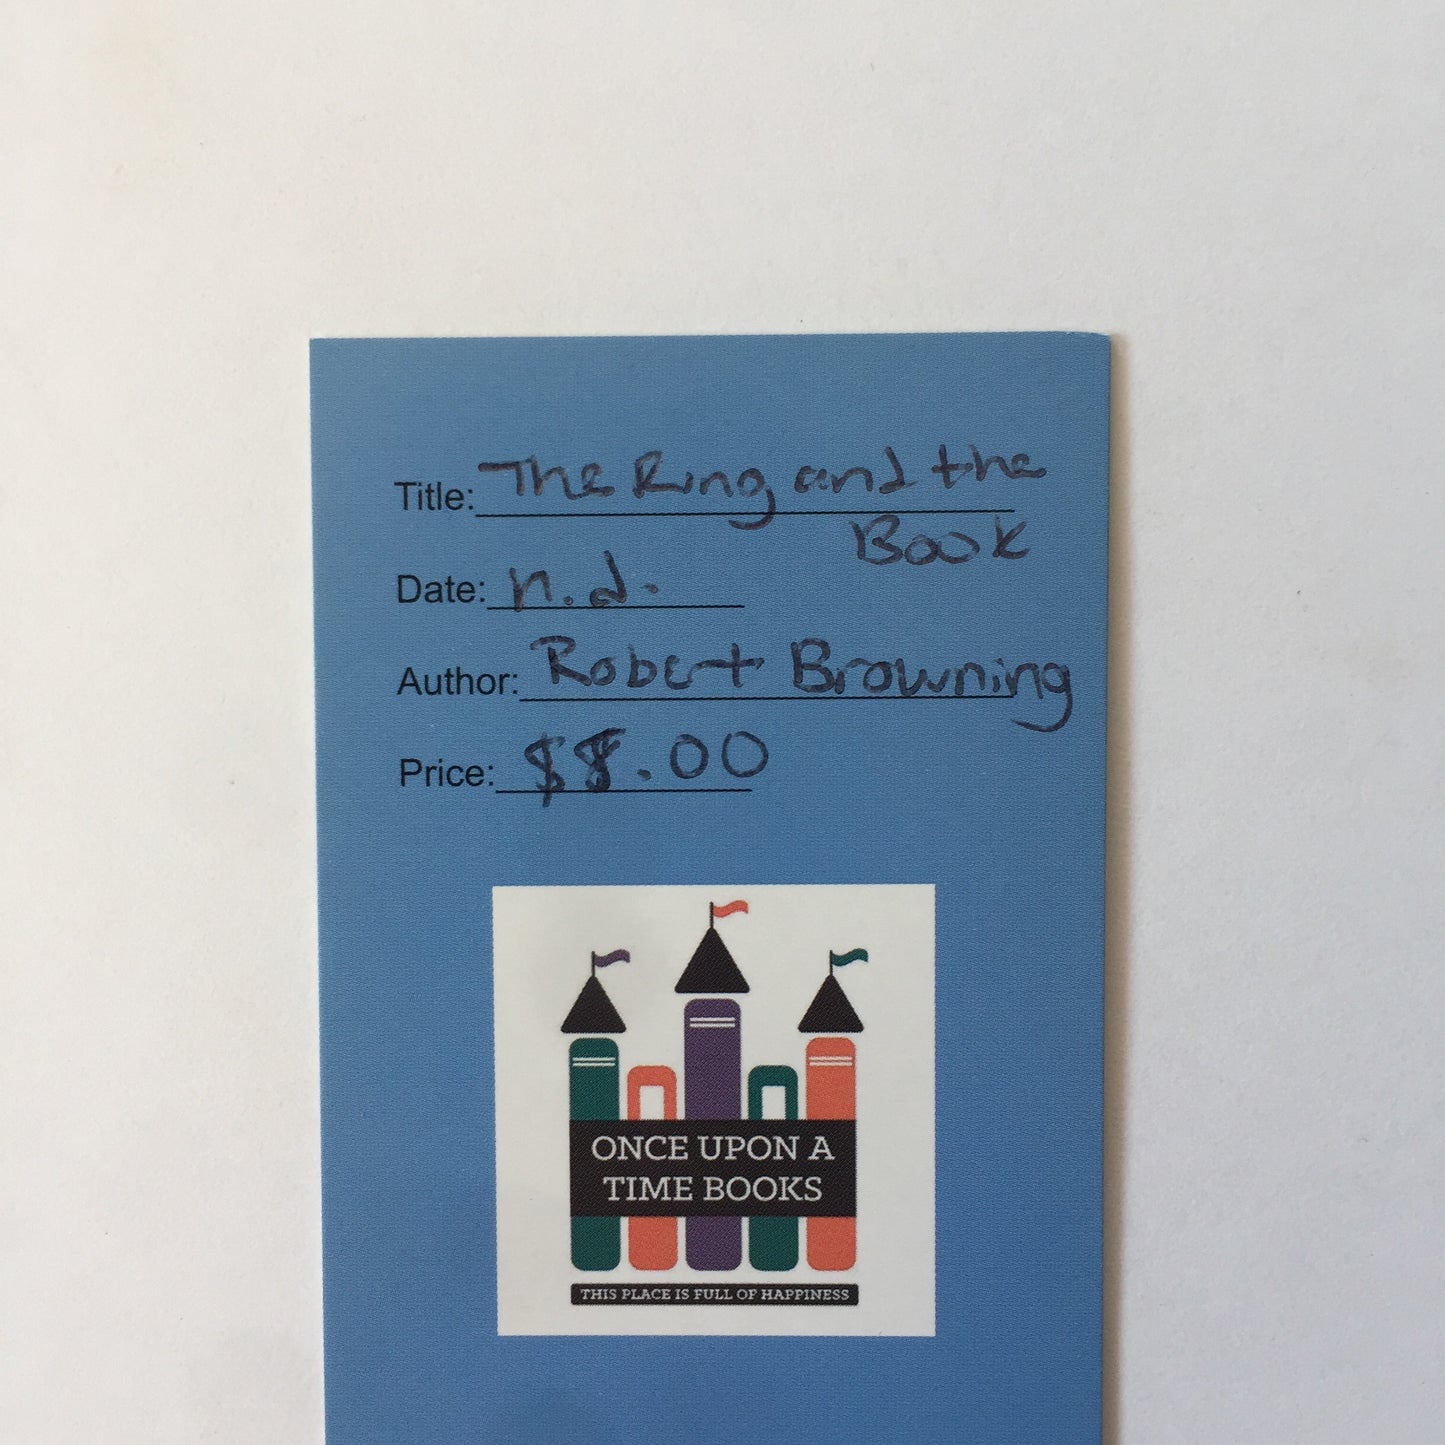 Title: The Ring and the
Book
Date: n.d.
Author: Robert Browning
Price: $8.00
ONCE UPON A
TIME BOOKS
THIS PLACE IS FULL OF HAPPINESS